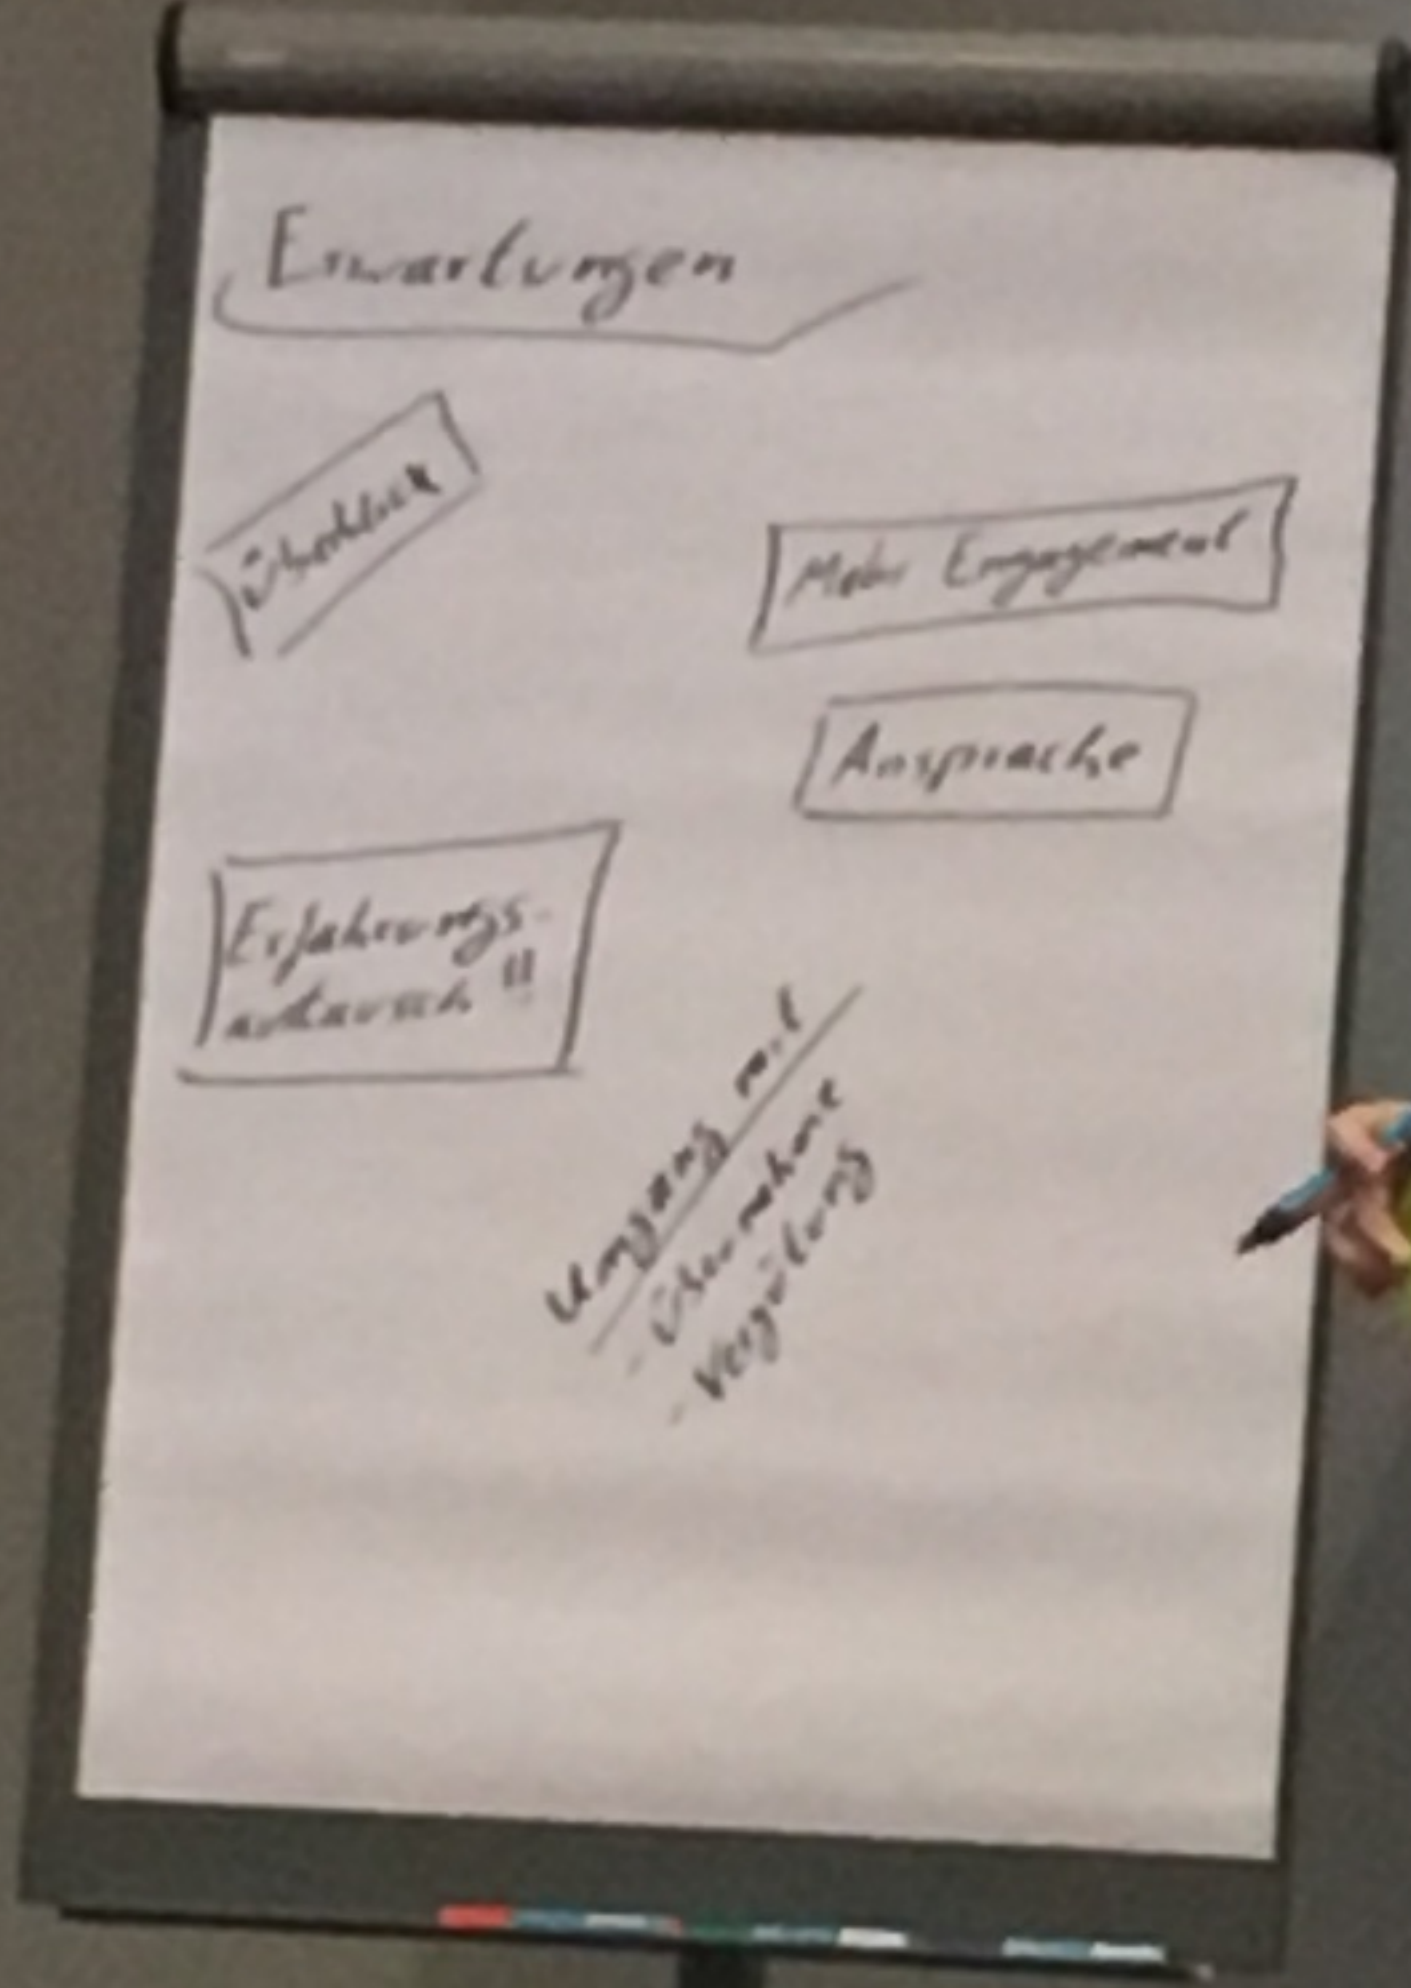 Erwartungen
Überblick
Mehr Engagement
Ansprache
Erfahrungs-
austausch !!
Umgang mit
- Übernahme
- Vergütung